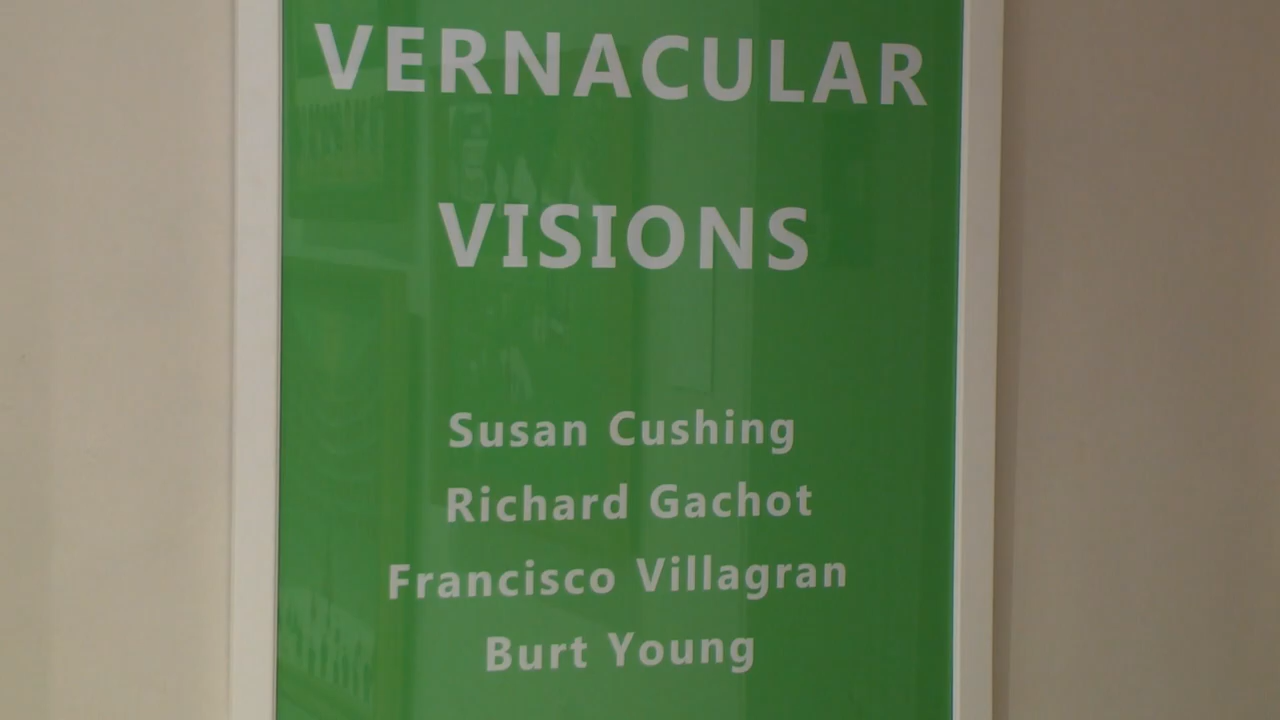 VERNACULAR
VISIONS
Susan Cushing
Richard Gachot
Francisco Villagran
Burt Young